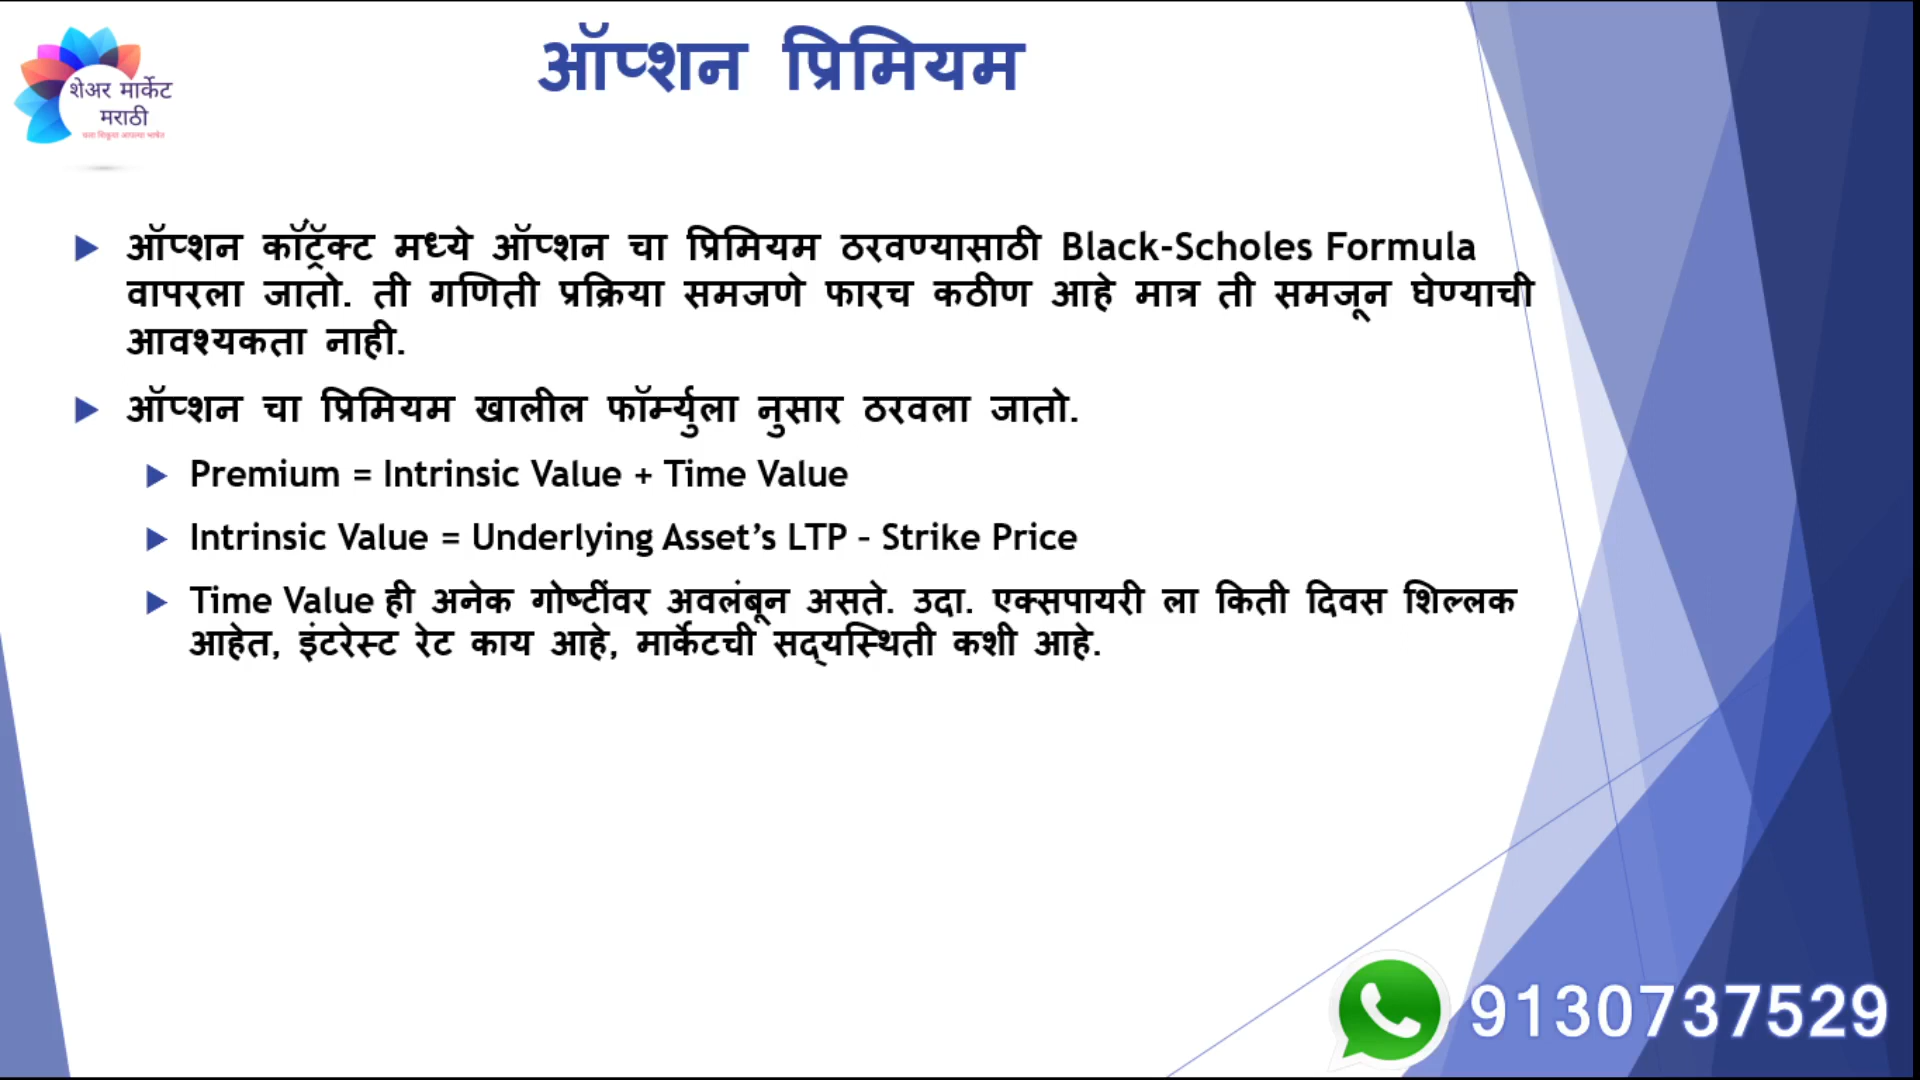 शेअर मार्केट
मराठी
चला शिकूया आपल्या भाषेत
ऑप्शन प्रिमियम
ऑप्शन कॉंट्रॅक्ट मध्ये ऑप्शन चा प्रिमियम ठरवण्यासाठी Black-Scholes Formula
वापरला जातो. ती गणिती प्रक्रिया समजणे फारच कठीण आहे मात्र ती समजून घेण्याची
आवश्यकता नाही.
ऑप्शन चा प्रिमियम खालील फॉर्म्युला नुसार ठरवला जातो.
Premium = Intrinsic Value + Time Value
Intrinsic Value = Underlying Asset’s LTP – Strike Price
Time Value ही अनेक गोष्टींवर अवलंबून असते. उदा. एक्सपायरी ला किती दिवस शिल्लक
आहेत, इंटरेस्ट रेट काय आहे, मार्केटची सद्यस्थिती कशी आहे.
9130737529